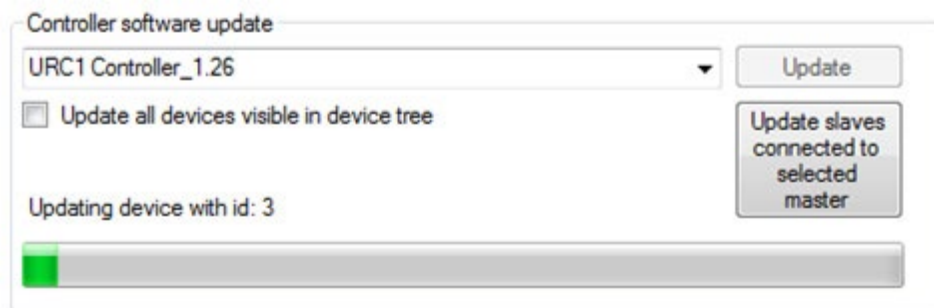 Controller software update
URC1 Controller_1.26
Update
Update all devices visible in device tree
Update slaves
connected to
selected
master
Updating device with id: 3